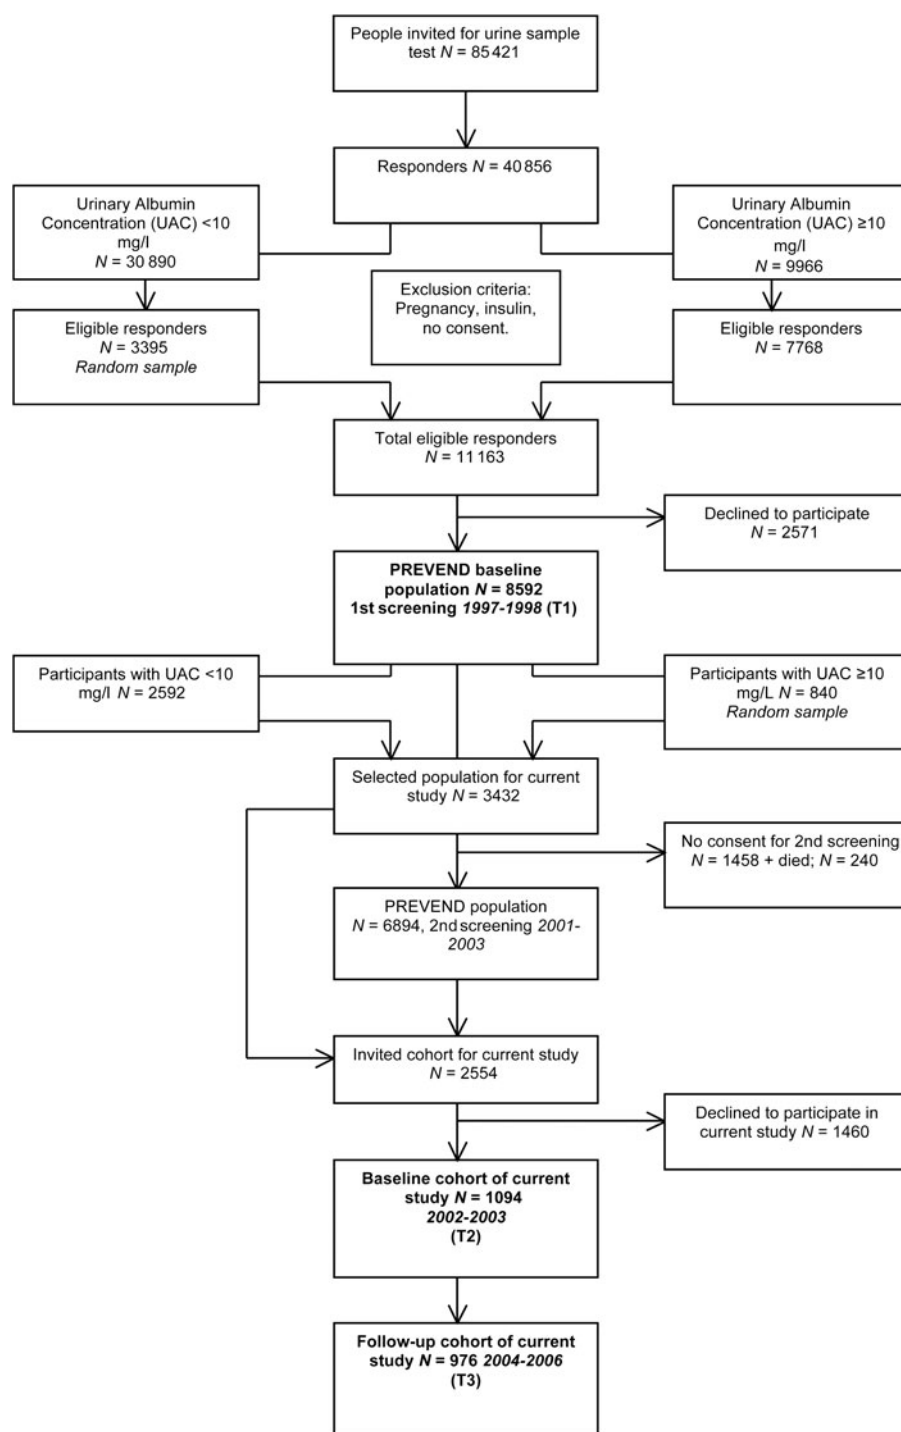 People invited for urine sample
test N = 85 421
Responders N = 40 856
Urinary Albumin
Concentration (UAC) <10
mg/l
N = 30 890
Urinary Albumin
Concentration (UAC) ≥10
mg/l
N = 9966
Exclusion criteria:
Pregnancy, insulin,
no consent.
Eligible responders
N = 3395
Random sample
Eligible responders
N = 7768
Total eligible responders
N = 11 163
Declined to participate
N = 2571
PREVEND baseline
population N = 8592
1st screening 1997-1998 (T1)
Participants with UAC <10
mg/l N = 2592
Participants with UAC ≥10
mg/L N = 840
Random sample
Selected population for current
study N = 3432
No consent for 2nd screening
N = 1458 + died; N = 240
PREVEND population
N = 6894, 2nd screening 2001-
2003
Invited cohort for current study
N = 2554
Declined to participate in
current study N = 1460
Baseline cohort of current
study N = 1094
2002-2003
(T2)
Follow-up cohort of current
study N = 976 2004-2006
(T3)